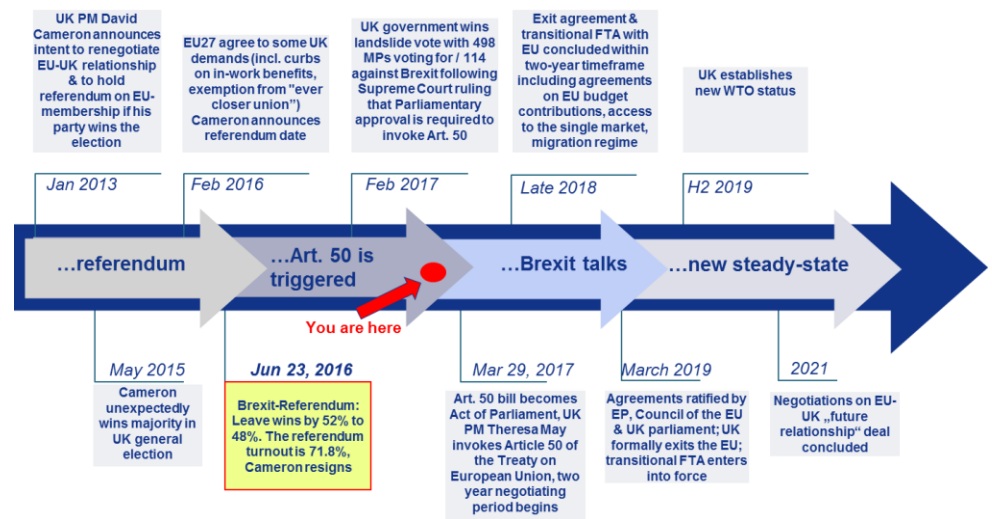 UK PM David
Cameron announces
intent to renegotiate
EU-UK relationship
& to hold
referendum on EU-
membership if his
party wins the
election
EU27 agree to some UK
demands (incl. curbs
on in-work benefits,
exemption from "ever
closer union")
Cameron announces
referendum date
UK government wins
landslide vote with 498
MPs voting for / 114
against Brexit following
Supreme Court ruling
that Parliamentary
approval is required to
invoke Art. 50
Exit agreement &
transitional FTA with
EU concluded within
two-year timeframe
including agreements
on EU budget
contributions, access
to the single market,
migration regime
UK establishes
new WTO status
Jan 2013
Feb 2016
Feb 2017
Late 2018
H2 2019
…referendum
…Art. 50 is
triggered
…Brexit talks
…new steady-state
You are here
May 2015
Jun 23, 2016
Mar 29, 2017
March 2019
2021
Cameron
unexpectedly
wins majority in
UK general
election
Brexit-Referendum:
Leave wins by 52% to
48%. The referendum
turnout is 71.8%,
Cameron resigns
Art. 50 bill becomes
Act of Parliament, UK
PM Theresa May
invokes Article 50 of
the Treaty on
European Union, two
year negotiating
period begins
Agreements ratified by
EP, Council of the EU
& UK parliament; UK
formally exits the EU;
transitional FTA enters
into force
Negotiations on EU-
UK „future
relationship“ deal
concluded